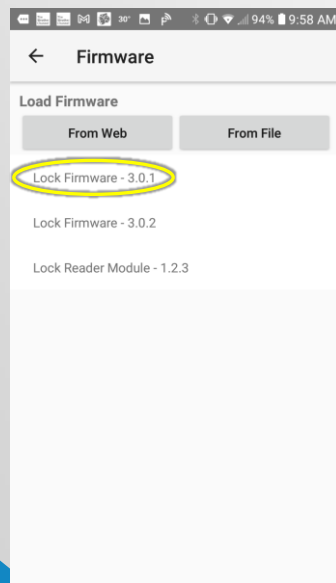 30° 94% 9:58 AM
Firmware
Load Firmware
From Web From File
Lock Firmware - 3.0.1
Lock Firmware - 3.0.2
Lock Reader Module - 1.2.3